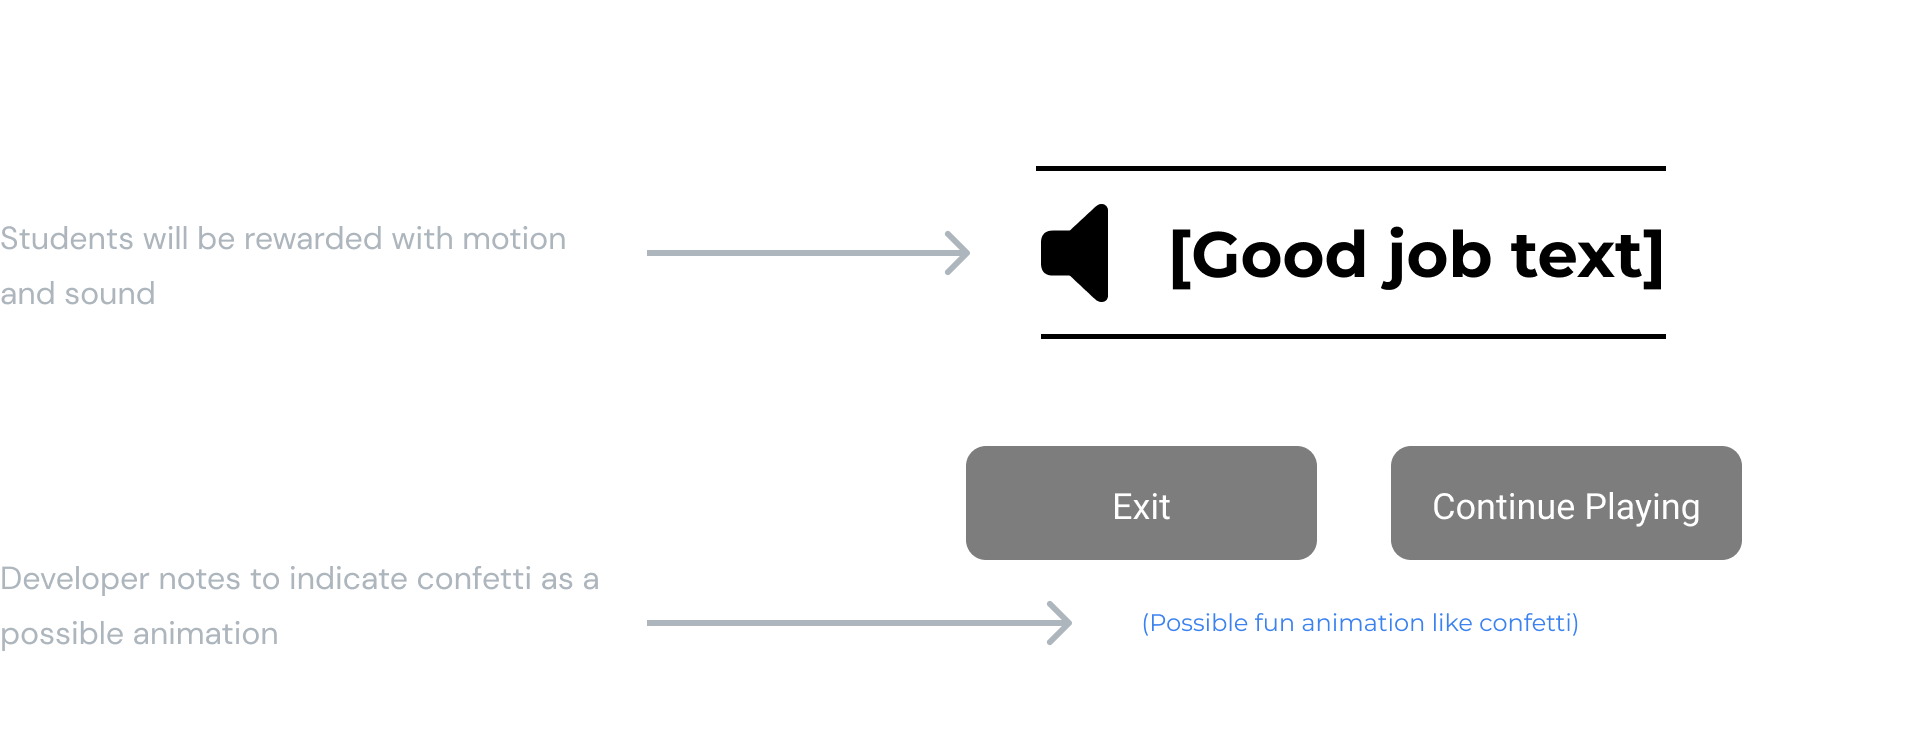 Students will be rewarded with motion
and sound
[Good job text]
Exit
Continue Playing
Developer notes to indicate confetti as a
possible animation
(Possible fun animation like confetti)